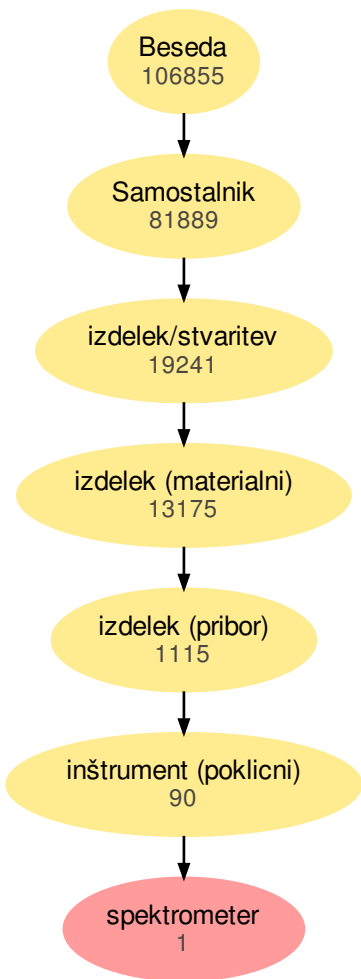 Beseda
106855
Samostalnik
81889
izdelek/stvaritev
19241
izdelek (materialni)
13175
izdelek (pribor)
1115
inštrument (poklicni)
90
spektrometer
1